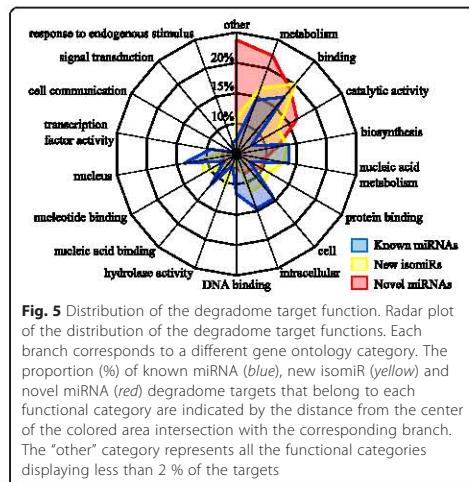 other
response to endogenous stimulus
metabolism
signal transduction
binding
20%
cell communication
15%
catalytic activity
10%
transcription
factor activity
biosynthesis
nucleus
nucleic acid
metabolism
nucleotide binding
protein binding
nucleic acid binding
cell
hydrolase activity
intracellular
DNA binding
Known miRNAs
New isomiRs
Novel miRNAs
Fig. 5 Distribution of the degradome target function. Radar plot
of the distribution of the degradome target functions. Each
branch corresponds to a different gene ontology category. The
proportion (%) of known miRNA (blue), new isomiR (yellow) and
novel miRNA (red) degradome targets that belong to each
functional category are indicated by the distance from the center
of the colored area intersection with the corresponding branch.
The “other” category represents all the functional categories
displaying less than 2 % of the targets